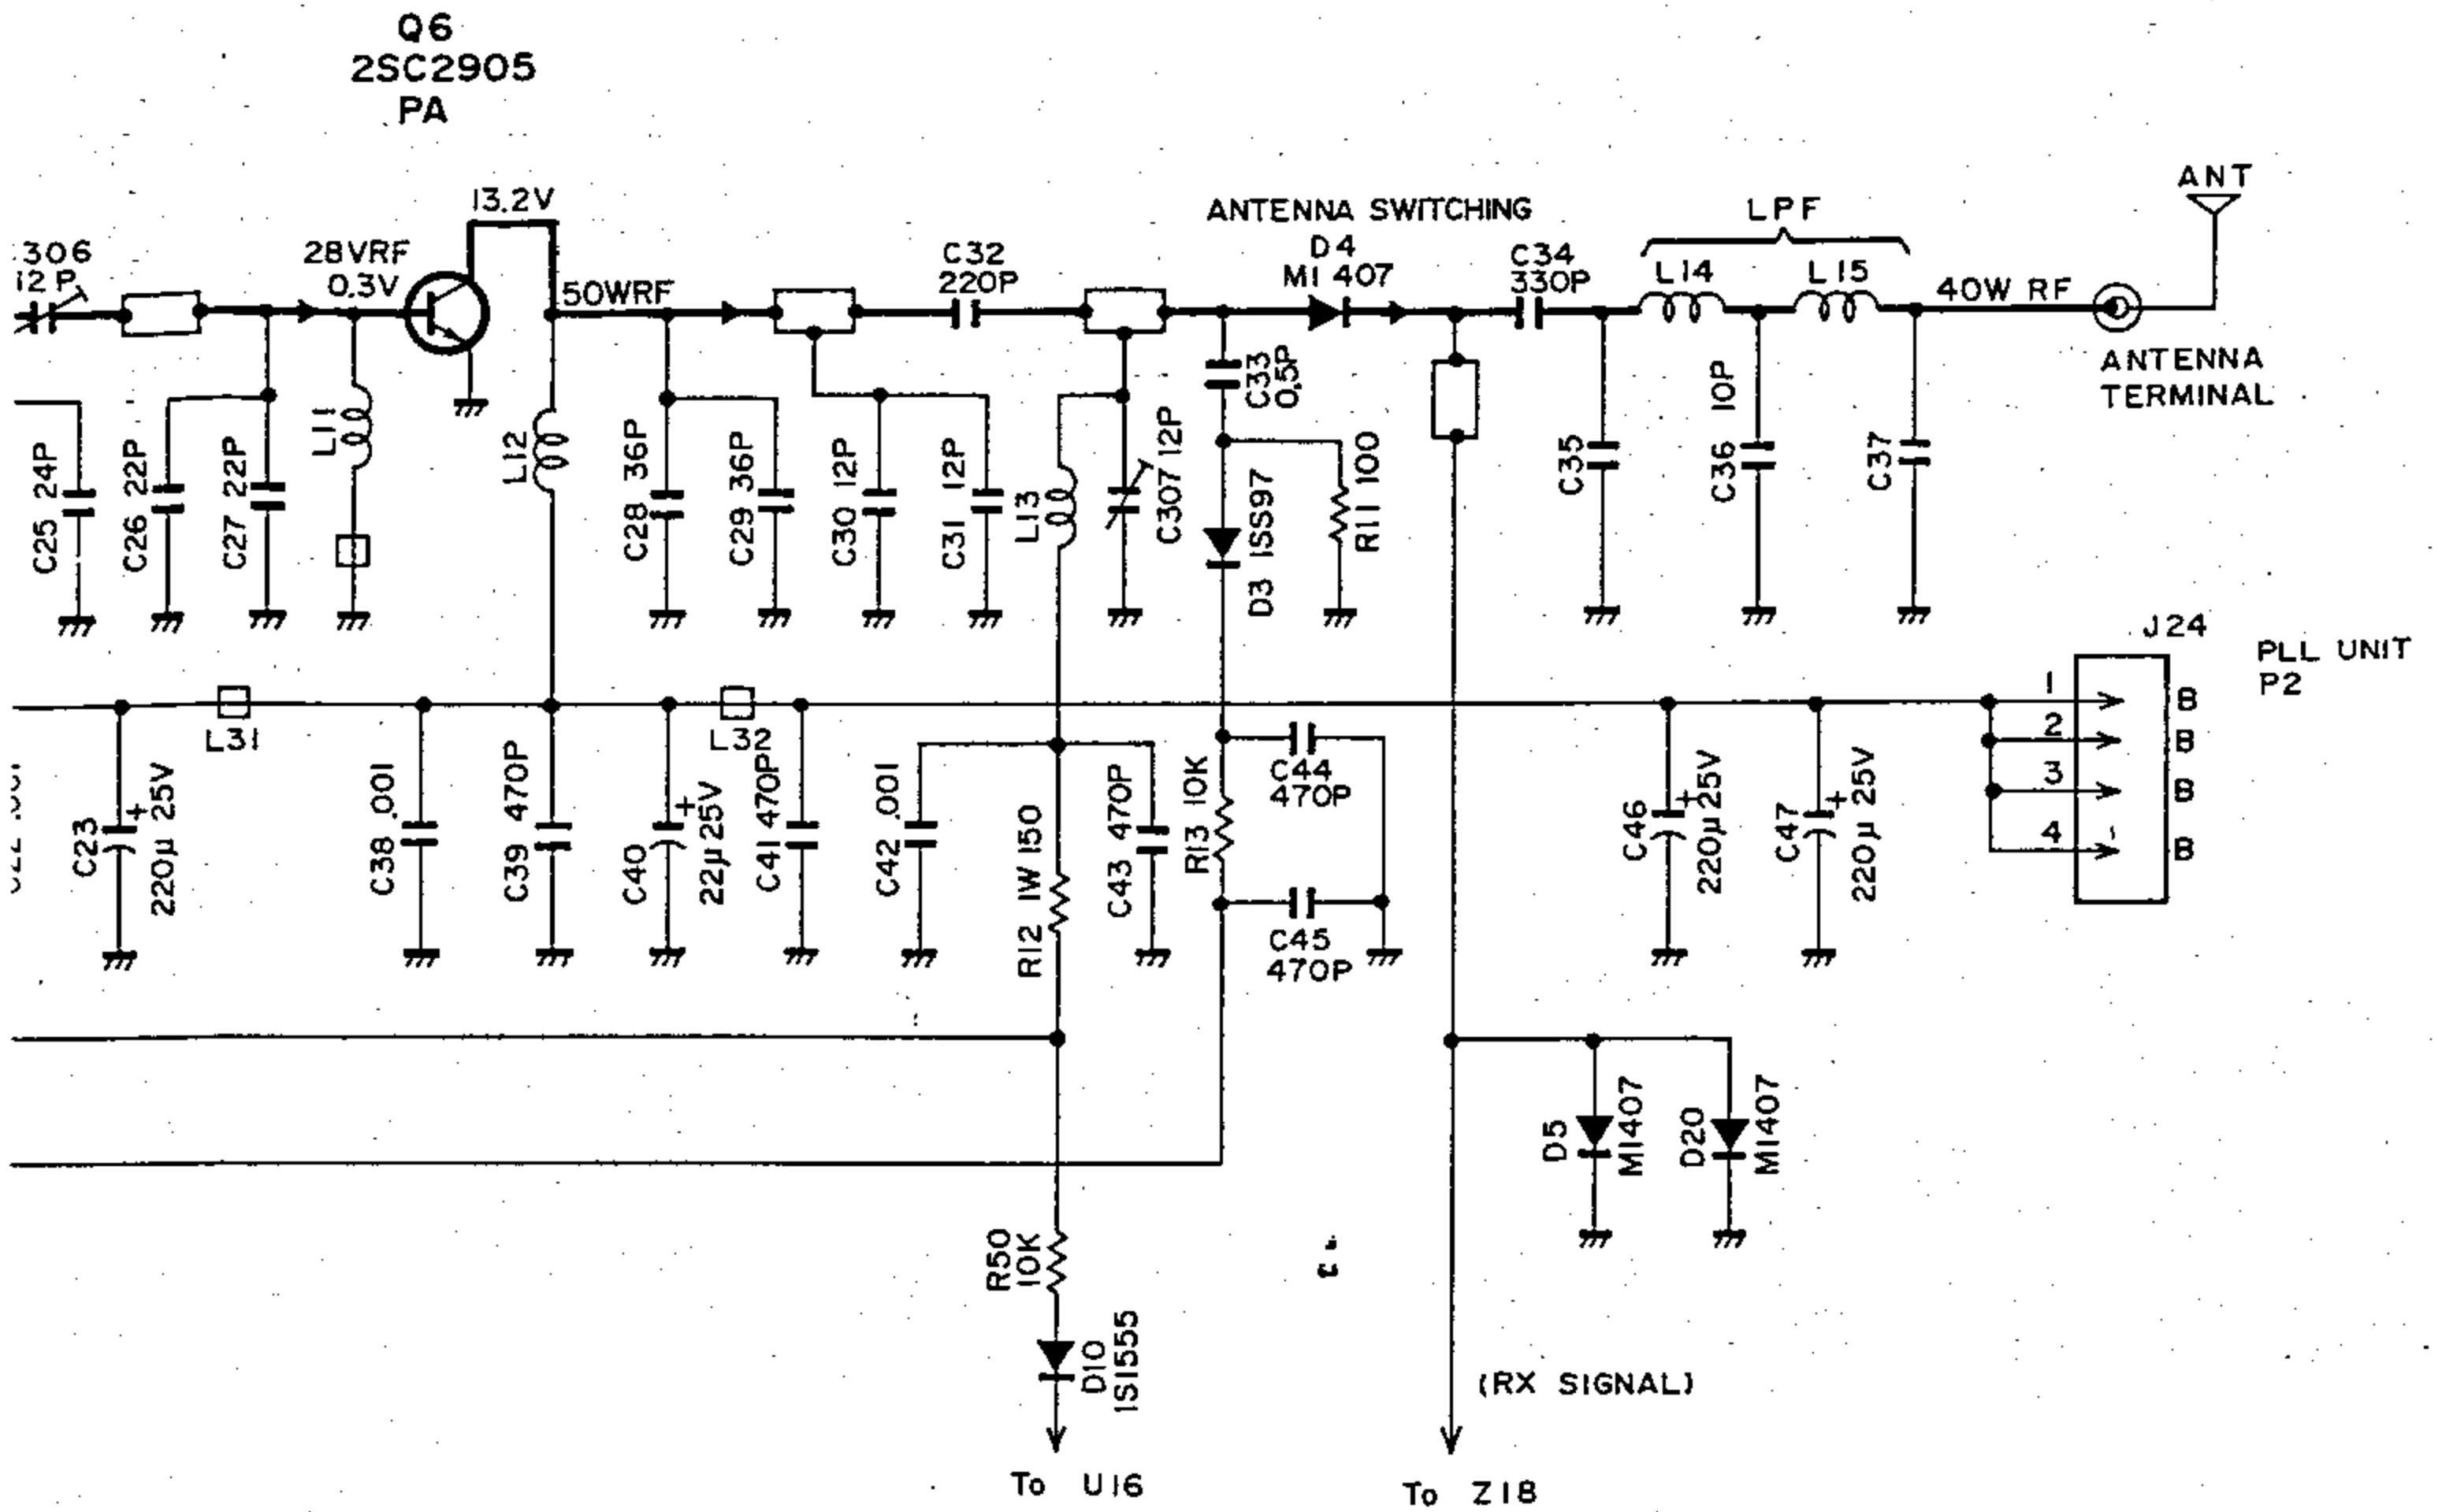 Q6
2SC2905
PA
13.2V
28VRF
0.3V
306
12P
50WRF
C32
220P
ANTENNA SWITCHING
D4
MI 407
C34
330P
LPF
L14
L15
40W RF
ANT
ANTENNA
TERMINAL
C25 24P
C26 22P
C27 22P
L11
L12
C28 36P
C29 36P
C30 12P
C31 12P
L13
C307 12P
C33
0.5P
D3 1SS97
R11 100
C35
C36 10P
C37
J24
PLL UNIT
P2
1
2
3
4
B
B
B
B
L31
L32
C23
+
220μ 25V
C38 .001
C39 470P
C40
+
22μ 25V
C41 470P
C42 .001
R12 1W 150
C43 470P
R13 10K
C44
470P
C45
470P
C46
+
220μ 25V
C47
+
220μ 25V
D5
MI407
D20
MI407
R50
10K
D10
1S1555
(RX SIGNAL)
To U16
To Z18